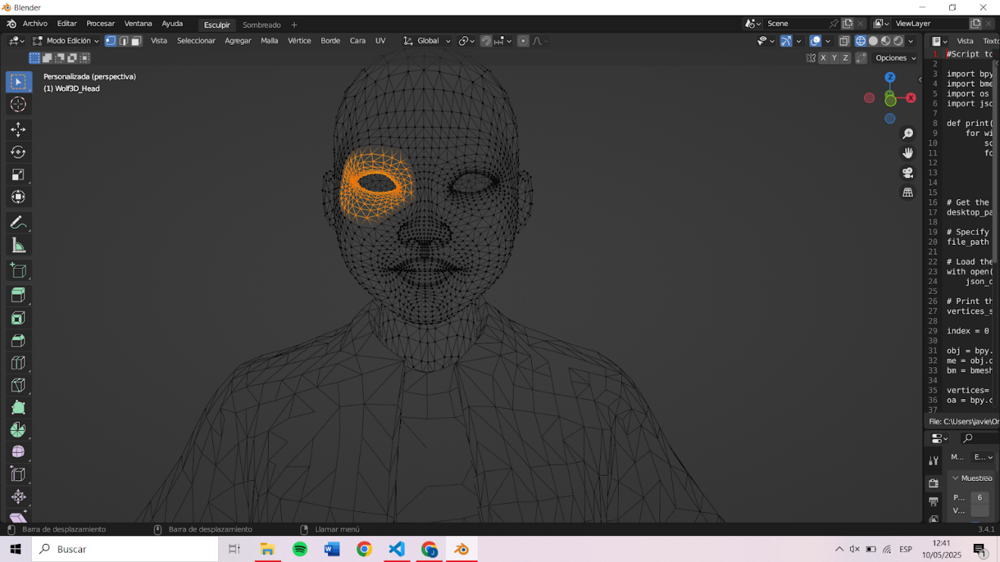 Blender
Archivo Editar Procesar Ventana Ayuda Esculpir Sombreado + Scene ViewLayer
Modo Edición Vista Seleccionar Agregar Malla Vértice Borde Cara UV Global Vista
X Y Z Opciones
Personalizada (perspectiva)
(1) Wolf3D_Head
Z
X
1 #Script to
2
3 import bpy
4 import bme
5 import os
6 import jso
7
8 def print(
9 for wi
10 sc
11 fo
12
13
14
15
16 # Get the
17 desktop_pa
18
19 # Specify
20 file_path
21
22 # Load the
23 with open(
24 json_d
25
26 # Print th
27 vertices_s
28
29 index = 0
30
31 obj = bpy.
32 me = obj.d
33 bm = bmesh
34
35 vertices=
36 oa = bpy.c
37
File: C:\Users\javie\Or
M... E...
Muestreo
P... 6
V...
Barra de desplazamiento Barra de desplazamiento Llamar menú 3.4.1
Buscar
ESP
12:41
10/05/2025
1